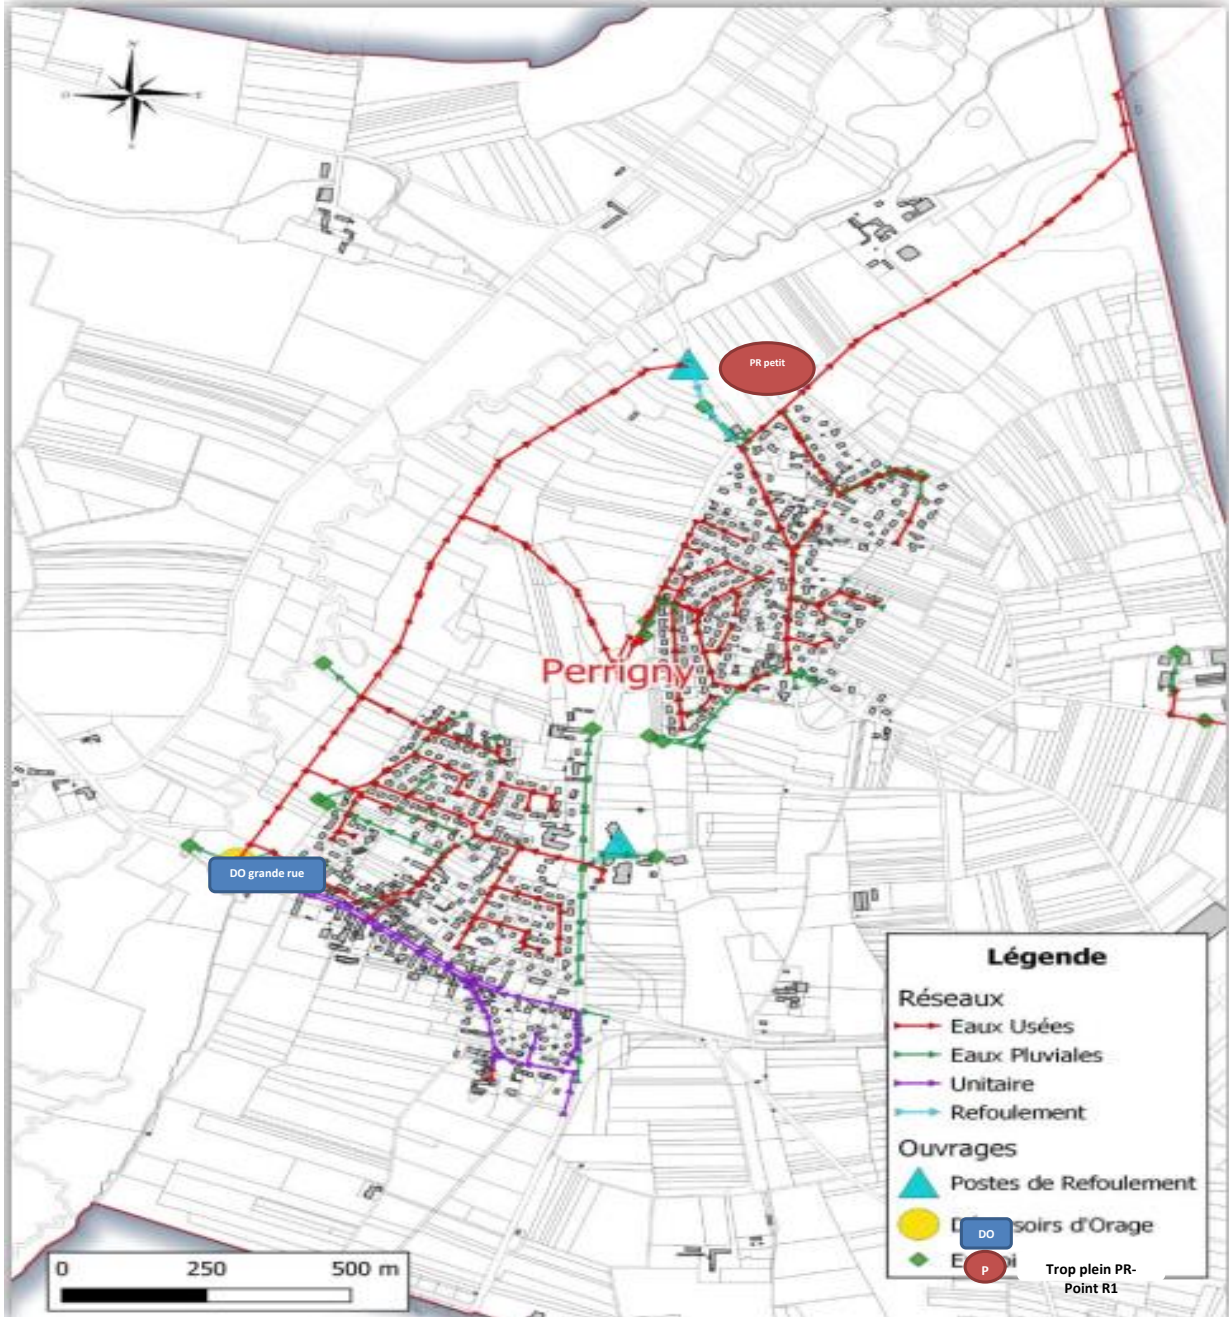 PR petit
Perrigny
DO grande rue
Légende
Réseaux
Eaux Usées
Eaux Pluviales
Unitaire
Refoulement
Ouvrages
Postes de Refoulement
soirs d'Orage
DO
P
Trop plein PR-
Point R1
0 250 500 m